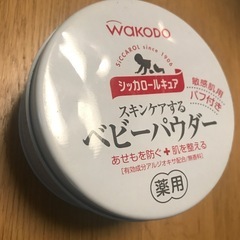 WAKODO
SICCAROL since 1906
シッカロールキュア
敏感肌用
パフ付き
スキンケアする
ベビーパウダー
あせもを防ぐ+肌を整える
[有効成分アルジオキサ配合/無香料]
薬用